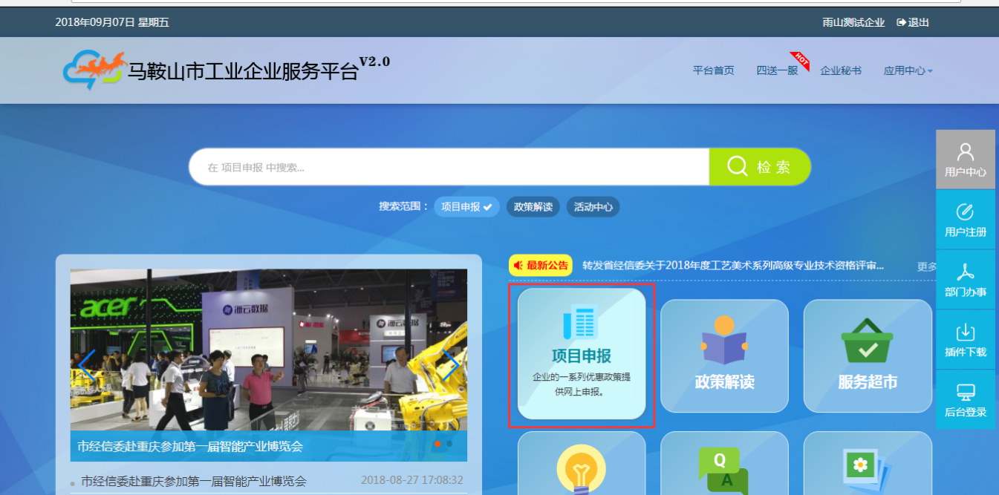 2018年09月07日 星期五
雨山测试企业 退出
马鞍山市工业企业服务平台V2.0
平台首页 四送一服 HOT 企业秘书 应用中心
在 项目申报 中搜索...
检 索
搜索范围： 项目申报 政策解读 活动中心
用户中心
用户注册
部门办事
插件下载
后台登录
最新公告 转发省经信委关于2018年度工艺美术系列高级专业技术资格评审... 更多
acer
海云数据
海云数据
项目申报
企业的一系列优惠政策提
供网上申报。
政策解读
服务超市
市经信委赴重庆参加第一届智能产业博览会
市经信委赴重庆参加第一届智能产业博览会 2018-08-27 17:08:32
Q
A